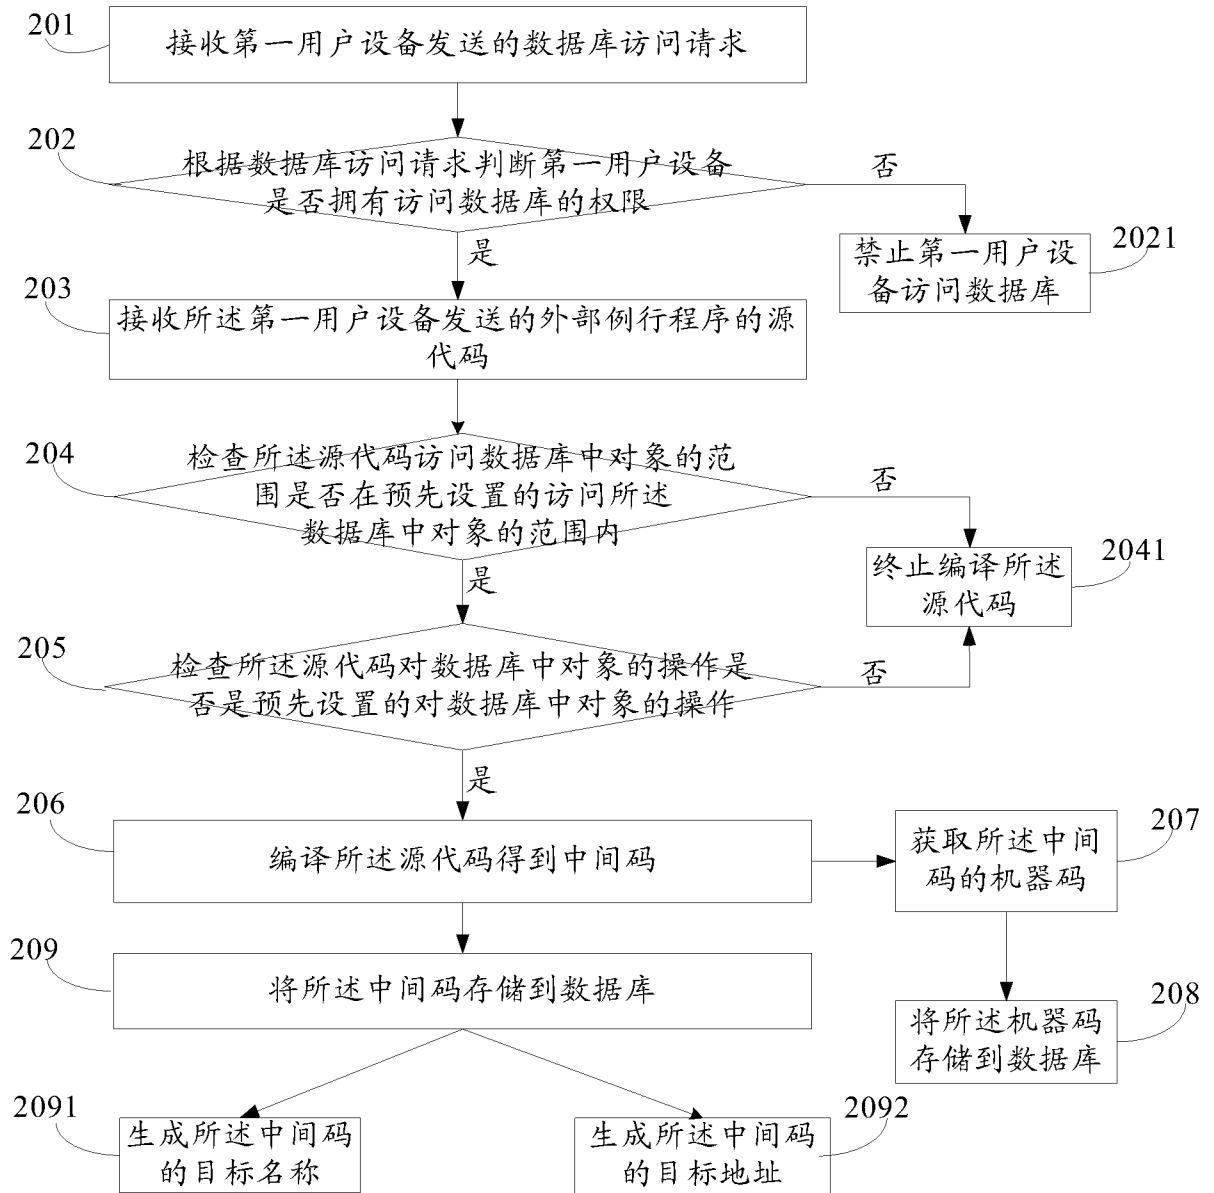 201
接收第一用户设备发送的数据库访问请求
202
根据数据库访问请求判断第一用户设备
是否拥有访问数据库的权限
否
是
2021
禁止第一用户设
备访问数据库
203
接收所述第一用户设备发送的外部例行程序的源
代码
204
检查所述源代码访问数据库中对象的范
围是否在预先设置的访问所述
数据库中对象的范围内
否
是
2041
终止编译所述
源代码
205
检查所述源代码对数据库中对象的操作是
否是预先设置的对数据库中对象的操作
否
是
206
编译所述源代码得到中间码
207
获取所述中间
码的机器码
209
将所述中间码存储到数据库
208
将所述机器码
存储到数据库
2091
生成所述中间码
的目标名称
2092
生成所述中间码
的目标地址